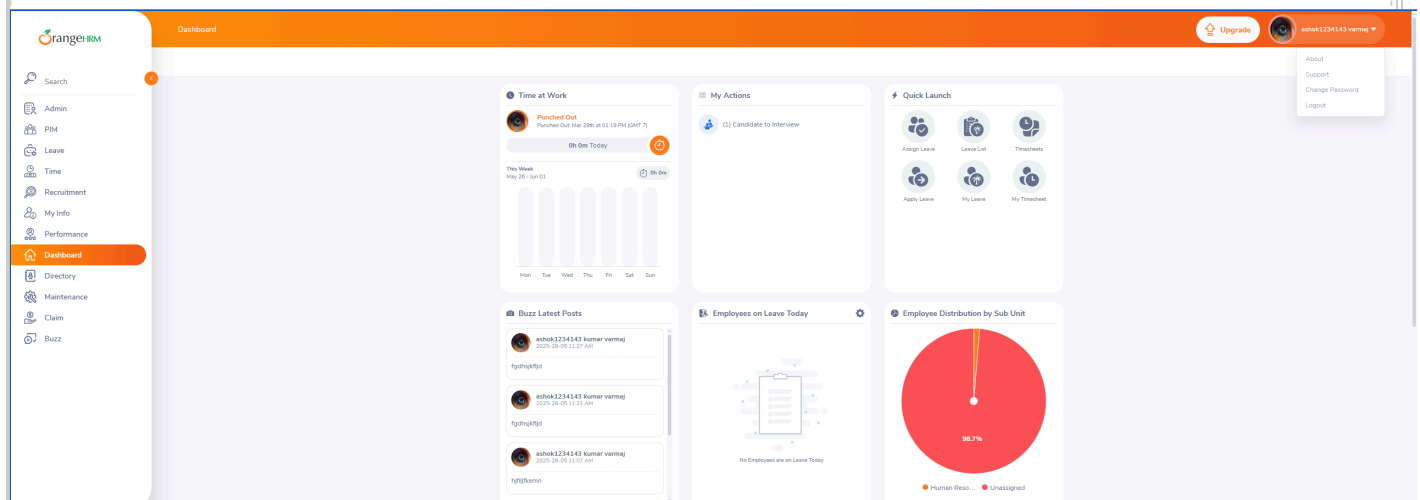 OrangeHRM
Dashboard
Upgrade
ashok1234143 varmaj
About
Support
Change Password
Logout
Search
Admin
PIM
Leave
Time
Recruitment
My Info
Performance
Dashboard
Directory
Maintenance
Claim
Buzz
Time at Work
Punched Out
Punched Out: Mar 29th at 01:19 PM (GMT 7)
0h 0m Today
This Week
May 26 - Jun 01
0h 0m
Mon Tue Wed Thu Fri Sat Sun
My Actions
(1) Candidate to Interview
Quick Launch
Assign Leave Leave List Timesheets
Apply Leave My Leave My Timesheet
Buzz Latest Posts
ashok1234143 kumar varmaj
2025-28-05 11:27 AM
fgdhsjkfljd
ashok1234143 kumar varmaj
2025-28-05 11:21 AM
fgdhsjkfljd
ashok1234143 kumar varmaj
2025-28-05 11:07 AM
Employees on Leave Today
No Employees are on Leave Today
Employee Distribution by Sub Unit
98.7%
Human Reso... Unassigned